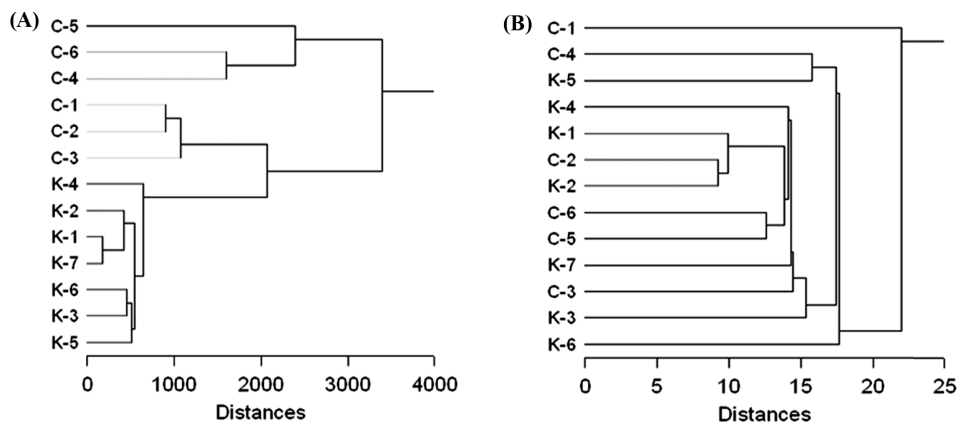 (A)
C-5
C-6
C-4
C-1
C-2
C-3
K-4
K-2
K-1
K-7
K-6
K-3
K-5
0 1000 2000 3000 4000
Distances
(B)
C-1
C-4
K-5
K-4
K-1
C-2
K-2
C-6
C-5
K-7
C-3
K-3
K-6
0 5 10 15 20 25
Distances